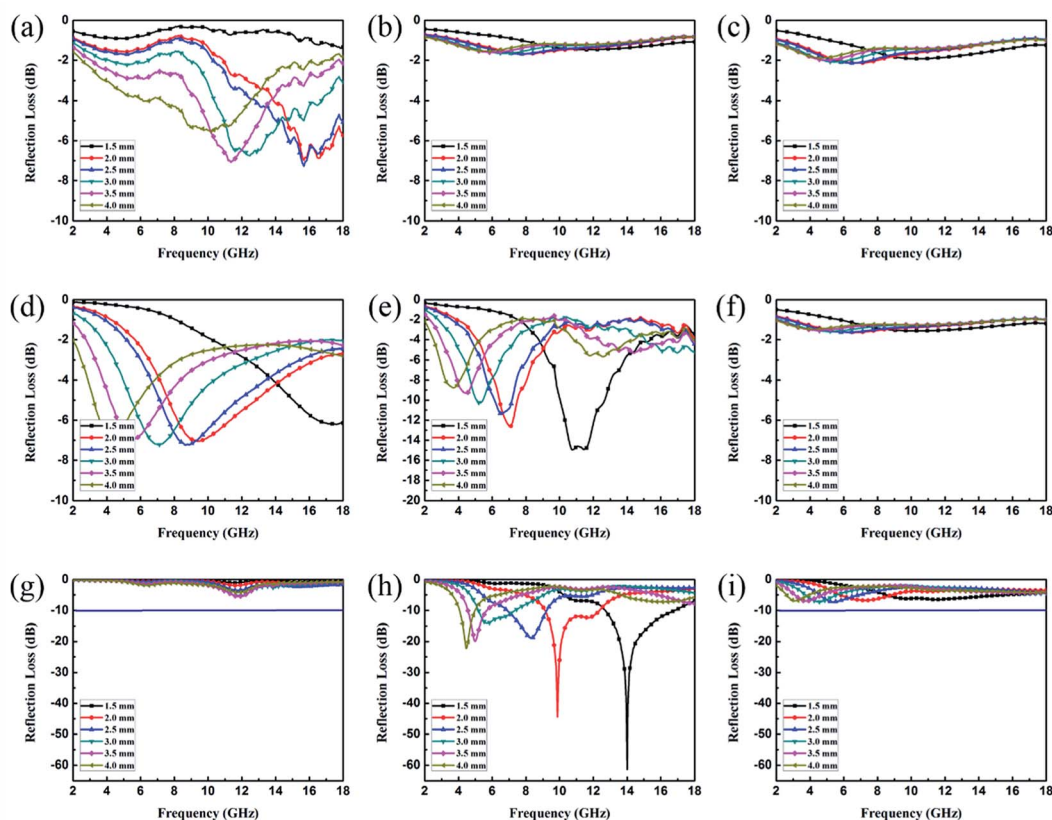 (a)
Reflection Loss (dB)
0
-2
-4
-6
-8
-10
1.5 mm
2.0 mm
2.5 mm
3.0 mm
3.5 mm
4.0 mm
2 4 6 8 10 12 14 16 18
Frequency (GHz)
(b)
Reflection Loss (dB)
0
-2
-4
-6
-8
-10
1.5 mm
2.0 mm
2.5 mm
3.0 mm
3.5 mm
4.0 mm
2 4 6 8 10 12 14 16 18
Frequency (GHz)
(c)
Reflection Loss (dB)
0
-2
-4
-6
-8
-10
1.5 mm
2.0 mm
2.5 mm
3.0 mm
3.5 mm
4.0 mm
2 4 6 8 10 12 14 16 18
Frequency (GHz)
(d)
Reflection Loss (dB)
0
-2
-4
-6
-8
-10
1.5 mm
2.0 mm
2.5 mm
3.0 mm
3.5 mm
4.0 mm
2 4 6 8 10 12 14 16 18
Frequency (GHz)
(e)
Reflection Loss (dB)
0
-2
-4
-6
-8
-10
-12
-14
-16
-18
-20
1.5 mm
2.0 mm
2.5 mm
3.0 mm
3.5 mm
4.0 mm
2 4 6 8 10 12 14 16 18
Frequency (GHz)
(f)
Reflection Loss (dB)
0
-2
-4
-6
-8
-10
1.5 mm
2.0 mm
2.5 mm
3.0 mm
3.5 mm
4.0 mm
2 4 6 8 10 12 14 16 18
Frequency (GHz)
(g)
Reflection Loss (dB)
0
-10
-20
-30
-40
-50
-60
1.5 mm
2.0 mm
2.5 mm
3.0 mm
3.5 mm
4.0 mm
2 4 6 8 10 12 14 16 18
Frequency (GHz)
(h)
Reflection Loss (dB)
0
-10
-20
-30
-40
-50
-60
1.5 mm
2.0 mm
2.5 mm
3.0 mm
3.5 mm
4.0 mm
2 4 6 8 10 12 14 16 18
Frequency (GHz)
(i)
Reflection Loss (dB)
0
-10
-20
-30
-40
-50
-60
1.5 mm
2.0 mm
2.5 mm
3.0 mm
3.5 mm
4.0 mm
2 4 6 8 10 12 14 16 18
Frequency (GHz)